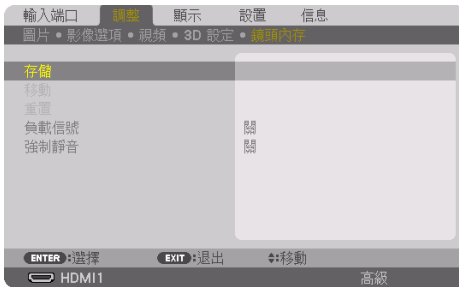 輸入端口 調整 顯示 設置 信息
圖片 • 影像選項 • 視頻 • 3D 設定 • 鏡頭內存
存儲
移動
重置
負載信號 關
強制靜音 關
ENTER :選擇 EXIT :退出 :移動
HDMI1 高級